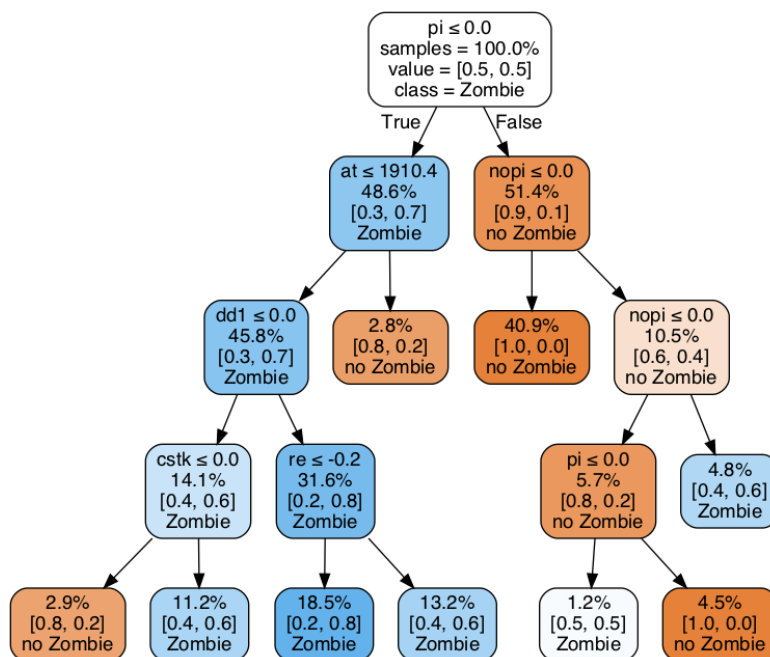 pi ≤ 0.0
samples = 100.0%
value = [0.5, 0.5]
class = Zombie
True
False
at ≤ 1910.4
48.6%
[0.3, 0.7]
Zombie
nopi ≤ 0.0
51.4%
[0.9, 0.1]
no Zombie
dd1 ≤ 0.0
45.8%
[0.3, 0.7]
Zombie
2.8%
[0.8, 0.2]
no Zombie
40.9%
[1.0, 0.0]
no Zombie
nopi ≤ 0.0
10.5%
[0.6, 0.4]
no Zombie
cstk ≤ 0.0
14.1%
[0.4, 0.6]
Zombie
re ≤ -0.2
31.6%
[0.2, 0.8]
Zombie
pi ≤ 0.0
5.7%
[0.8, 0.2]
no Zombie
4.8%
[0.4, 0.6]
Zombie
2.9%
[0.8, 0.2]
no Zombie
11.2%
[0.4, 0.6]
Zombie
18.5%
[0.2, 0.8]
Zombie
13.2%
[0.4, 0.6]
Zombie
1.2%
[0.5, 0.5]
Zombie
4.5%
[1.0, 0.0]
no Zombie